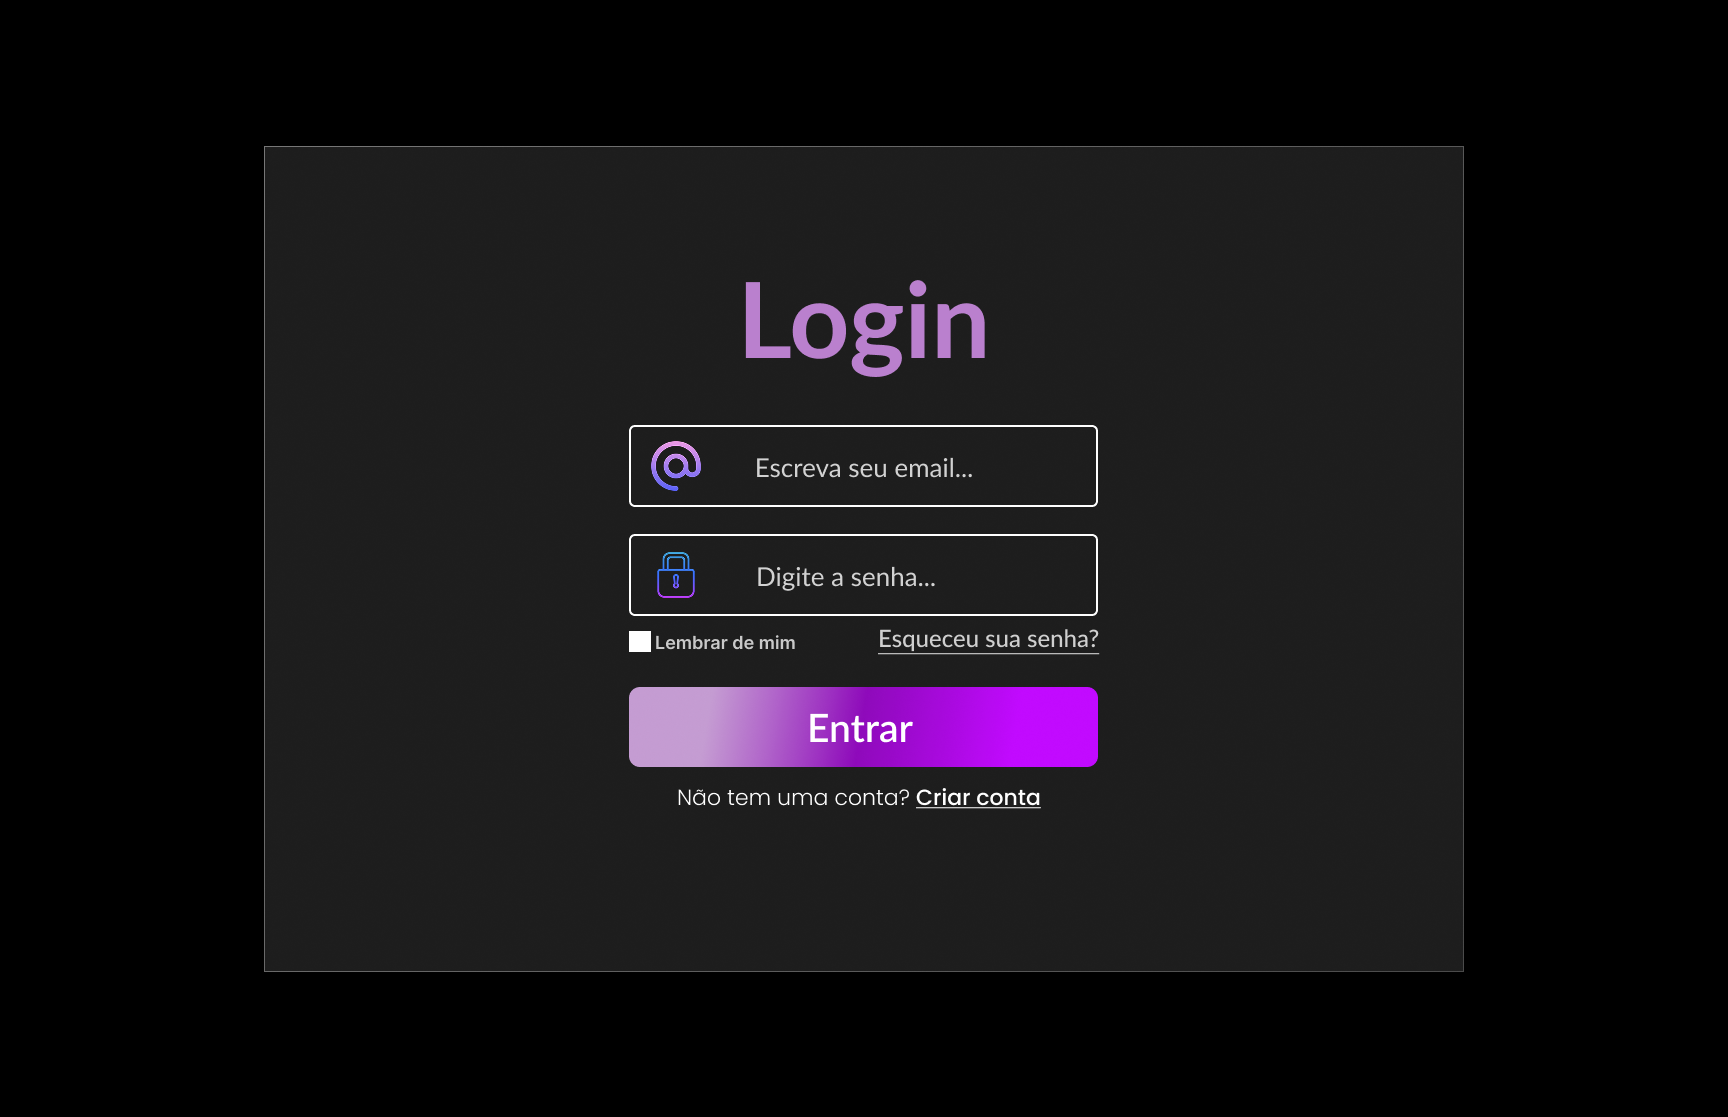 Login
Escreva seu email...
Digite a senha...
Lembrar de mim Esqueceu sua senha?
Entrar
Não tem uma conta? Criar conta